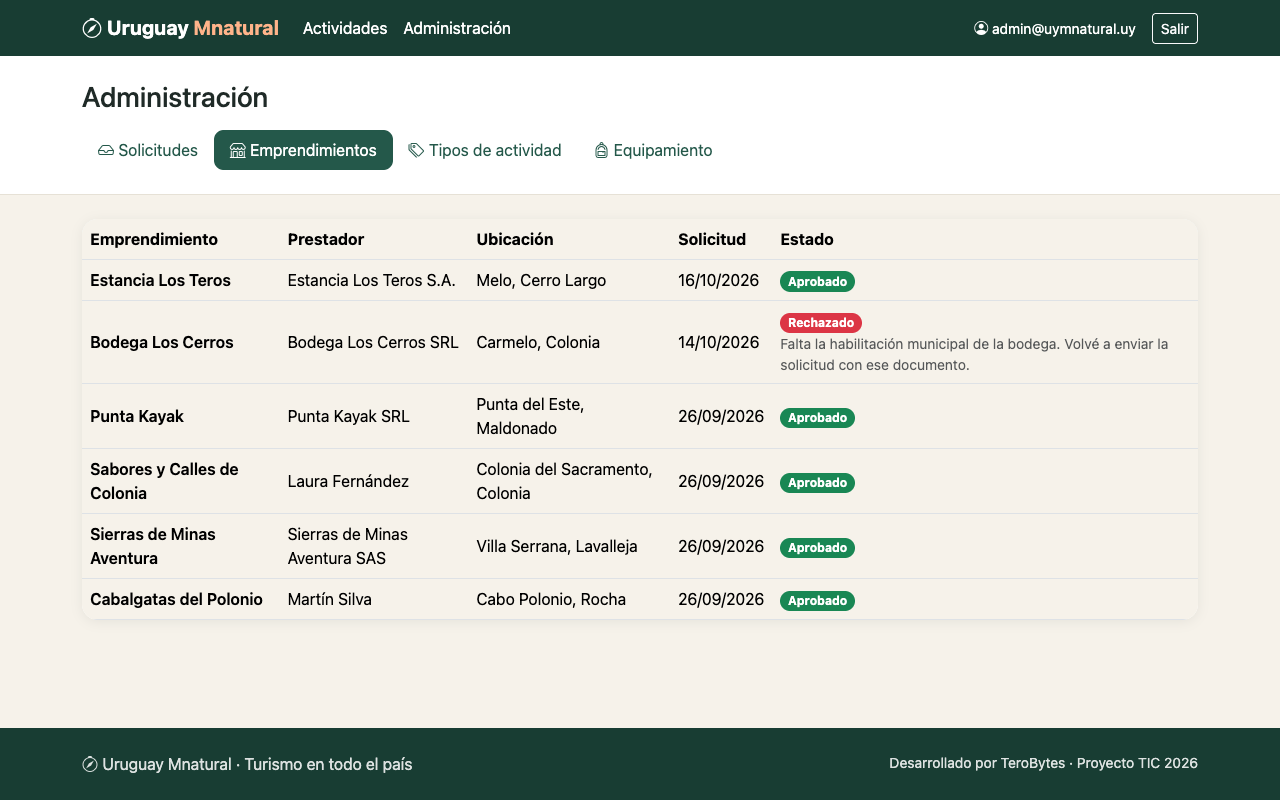 Uruguay Mnatural Actividades Administración admin@uymnatural.uy Salir
Administración
Solicitudes Emprendimientos Tipos de actividad Equipamiento
Emprendimiento Prestador Ubicación Solicitud Estado
Estancia Los Teros Estancia Los Teros S.A. Melo, Cerro Largo 16/10/2026 Aprobado
Bodega Los Cerros Bodega Los Cerros SRL Carmelo, Colonia 14/10/2026 Rechazado
Falta la habilitación municipal de la bodega. Volvé a enviar la
solicitud con ese documento.
Punta Kayak Punta Kayak SRL Punta del Este,
Maldonado 26/09/2026 Aprobado
Sabores y Calles de
Colonia Laura Fernández Colonia del Sacramento,
Colonia 26/09/2026 Aprobado
Sierras de Minas
Aventura Sierras de Minas
Aventura SAS Villa Serrana, Lavalleja 26/09/2026 Aprobado
Cabalgatas del Polonio Martín Silva Cabo Polonio, Rocha 26/09/2026 Aprobado
Uruguay Mnatural · Turismo en todo el país Desarrollado por TeroBytes · Proyecto TIC 2026